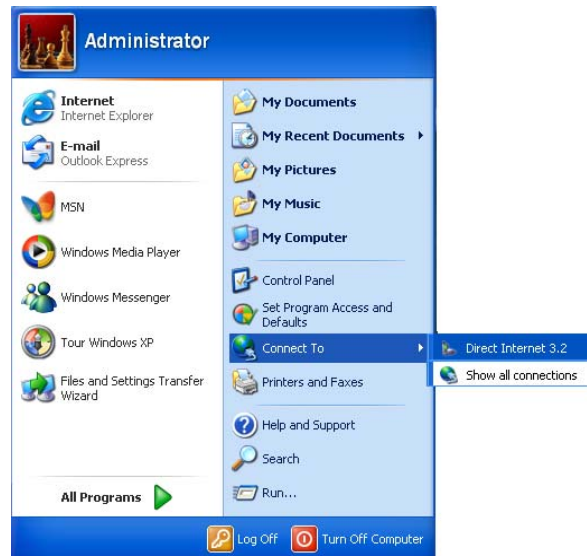 Administrator
Internet
Internet Explorer
E-mail
Outlook Express
MSN
Windows Media Player
Windows Messenger
Tour Windows XP
Files and Settings Transfer
Wizard
All Programs
My Documents
My Recent Documents
My Pictures
My Music
My Computer
Control Panel
Set Program Access and
Defaults
Connect To
Printers and Faxes
Help and Support
Search
Run...
Direct Internet 3.2
Show all connections
Log Off
Turn Off Computer